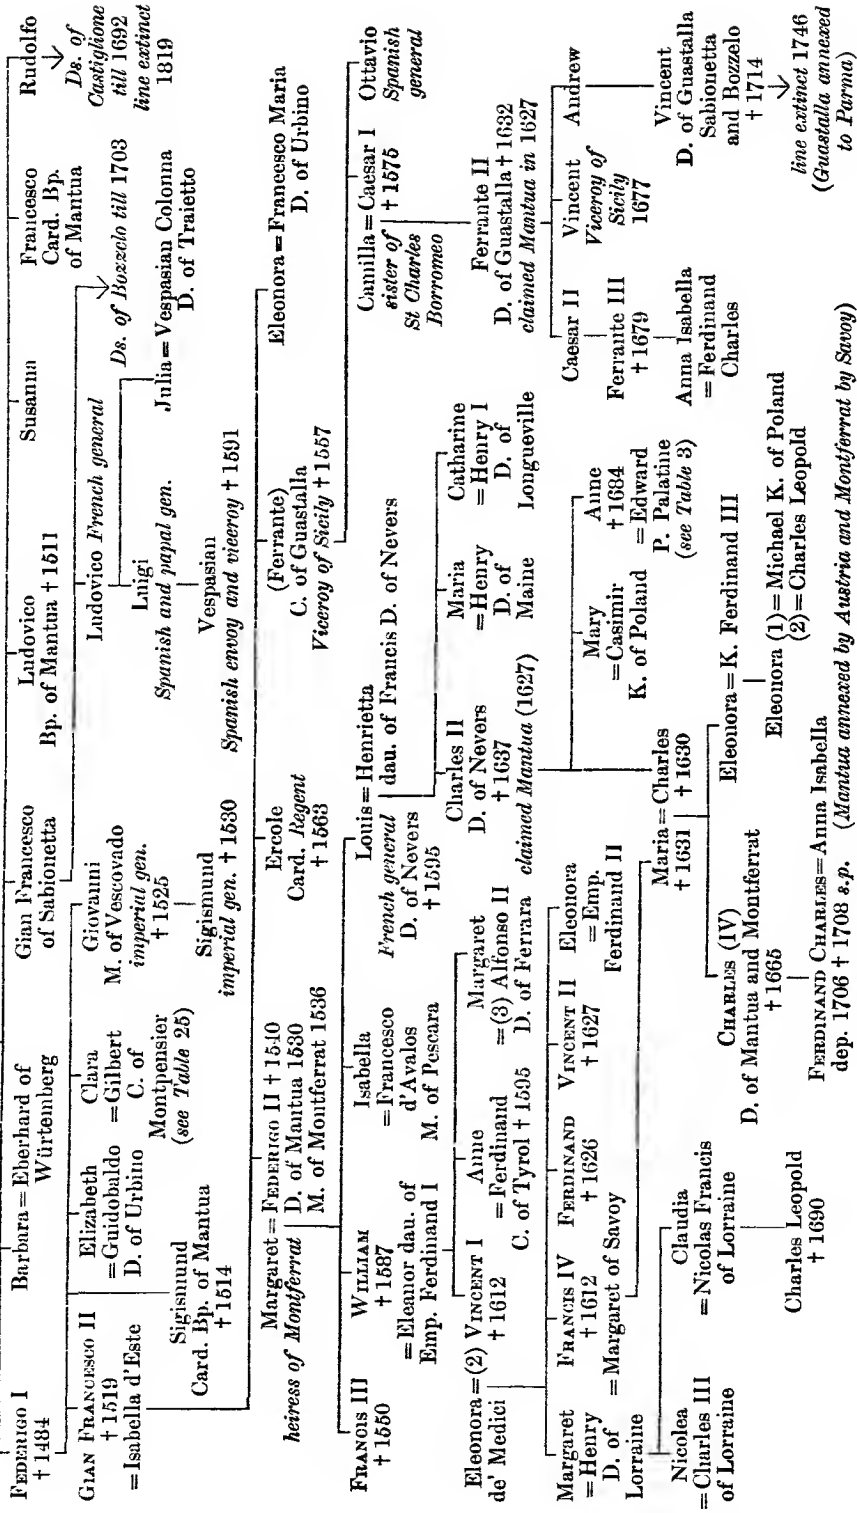 FEDERIGO I
†1484
Barbara=Eberhard of
Würtemberg
Gian Francesco
of Sabionetta
Ludovico
Bp. of Mantua †1511
Susanna
Francesco
Card. Bp.
of Mantua
Rudolfo
Ds. of
Castiglione
till 1692
line extinct
1819
GIAN FRANCESCO II
†1519
=Isabella d'Este
Sigismund
Card. Bp. of Mantua
†1514
Elizabeth
=Guidobaldo
D. of Urbino
Clara
=Gilbert
C. of
Montpensier
(see Table 25)
Giovanni
M. of Vescovado
imperial gen.
†1525
Sigismund
imperial gen. †1530
Ludovico French general
Ds. of Bozzelo till 1703
Luigi
Spanish and papal gen.
Julia=Vespasian Colonna
D. of Traietto
Vespasian
Spanish envoy and viceroy †1591
Margaret=FEDERIGO II †1540
heiress of Montferrat
D. of Mantua 1530
M. of Montferrat 1536
Ercole
Card. Regent
†1563
(Ferrante)
C. of Guastalla
Viceroy of Sicily †1557
Eleonora=Francesco Maria
D. of Urbino
FRANCIS III
†1550
WILLIAM
†1587
=Eleanor dau. of
Emp. Ferdinand I
Isabella
=Francesco
d'Avalos
M. of Pescara
Louis=Henrietta
French general
dau. of Francis D. of Nevers
D. of Nevers
†1595
Camilla=Caesar I
sister of
†1575
St Charles
Borromeo
Ottavio
Spanish
general
Eleonora=(2) VINCENT I
de' Medici
†1612
Anne
=Ferdinand
C. of Tyrol †1595
Margaret
=(3) Alfonso II
D. of Ferrara
Charles II
D. of Nevers
†1637
claimed Mantua (1627)
Maria
=Henry
D. of
Maine
Catharine
=Henry I
D. of
Longueville
Ferrante II
D. of Guastalla †1632
claimed Mantua in 1627
Margaret
=Henry
D. of
Lorraine
FRANCIS IV
†1612
=Margaret of Savoy
FERDINAND
†1626
VINCENT II
†1627
Eleonora
=Emp.
Ferdinand II
Maria=Charles
†1631 †1630
Mary
=Casimir
K. of Poland
Anne
†1684
=Edward
P. Palatine
(see Table 3)
Caesar II
Ferrante III
†1679
Anna Isabella
=Ferdinand
Charles
Vincent
Viceroy of
Sicily
1677
Andrew
Vincent
D. of Guastalla
Sabionetta
and Bozzelo
†1714
line extinct 1746
(Guastalla annexed
to Parma)
Nicolea
=Charles III
of Lorraine
Claudia
=Nicolas Francis
of Lorraine
Charles Leopold
†1690
CHARLES (IV)
D. of Mantua and Montferrat
†1665
Eleonora=K. Ferdinand III
Eleonora (1)=Michael K. of Poland
(2)=Charles Leopold
FERDINAND CHARLES=Anna Isabella
dep. 1706 †1708 s.p. (Mantua annexed by Austria and Montferrat by Savoy)